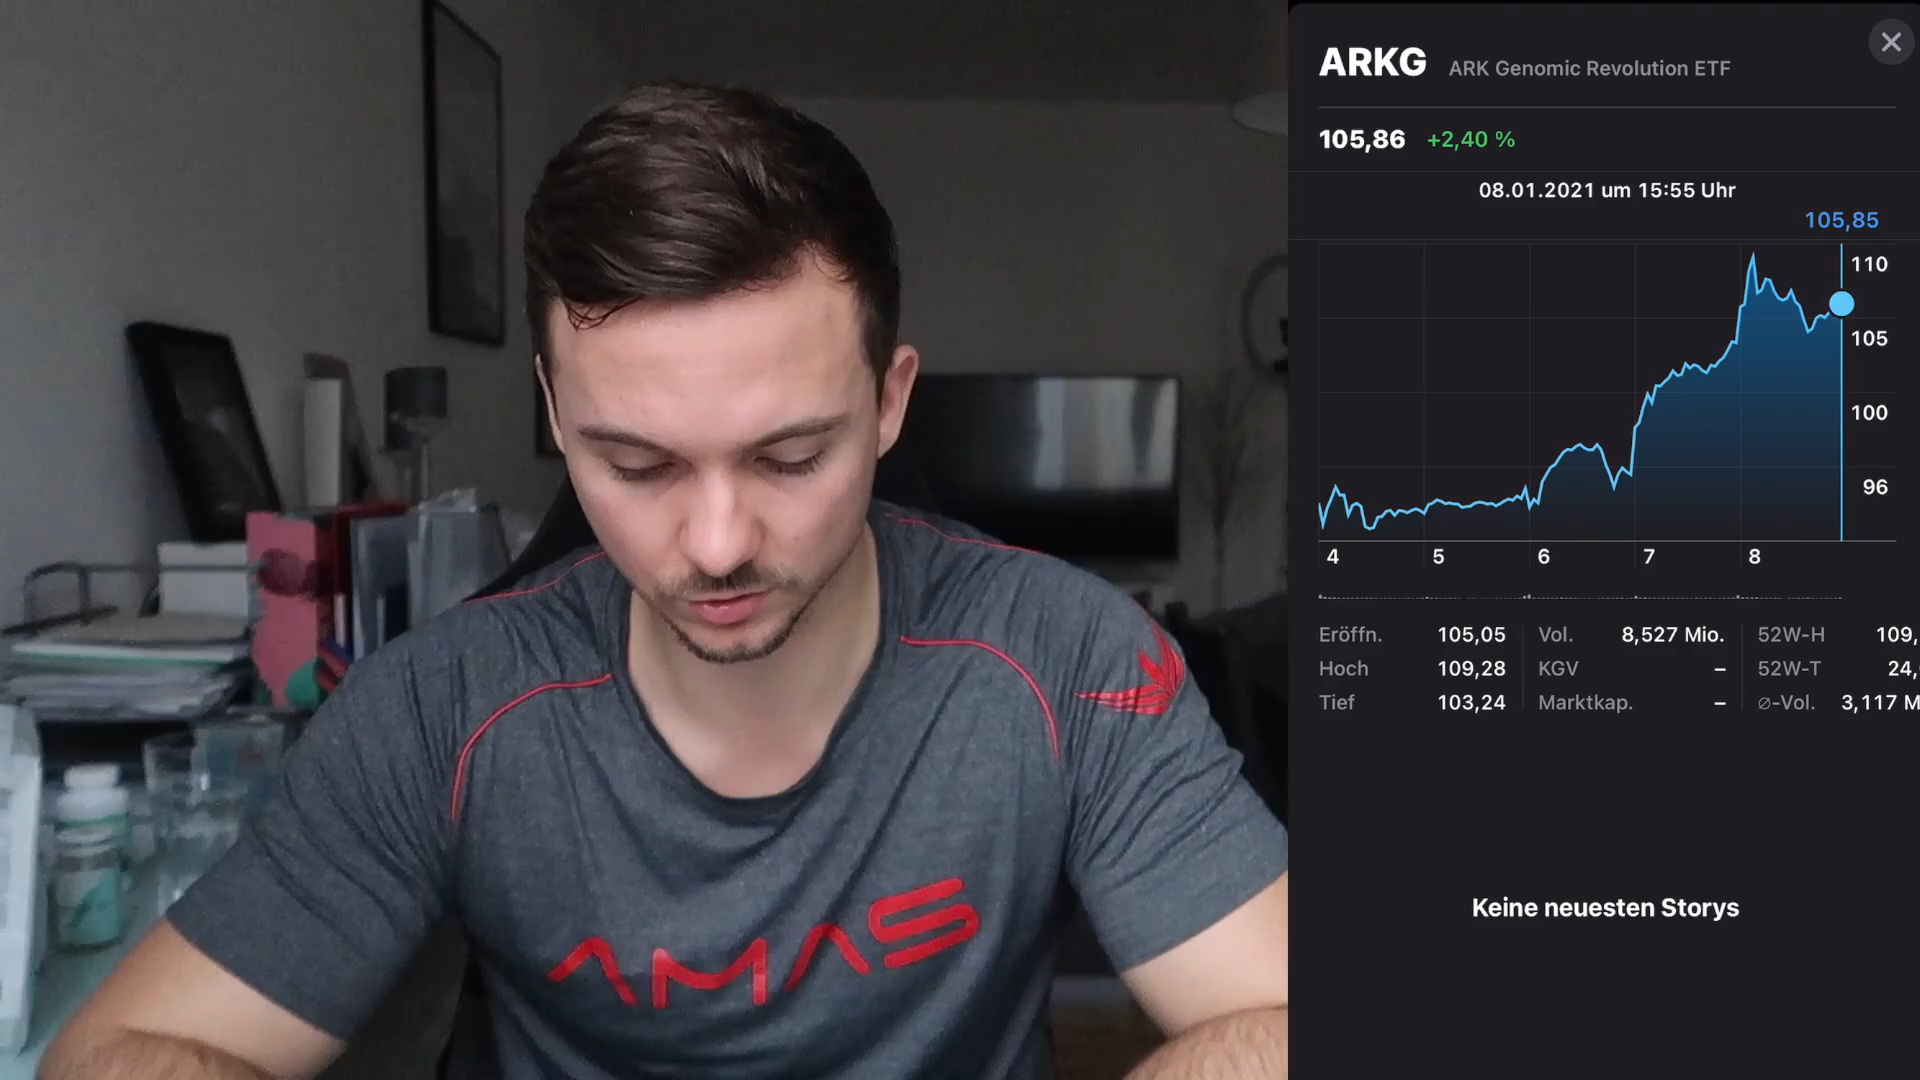 ARKG ARK Genomic Revolution ETF
105,86 +2,40 %
08.01.2021 um 15:55 Uhr
105,85
110
105
100
96
4 5 6 7 8
Eröffn. 105,05 Vol. 8,527 Mio. 52W-H 109,
Hoch 109,28 KGV – 52W-T 24,
Tief 103,24 Marktkap. – ⌀-Vol. 3,117 M
Keine neuesten Storys
AMAS